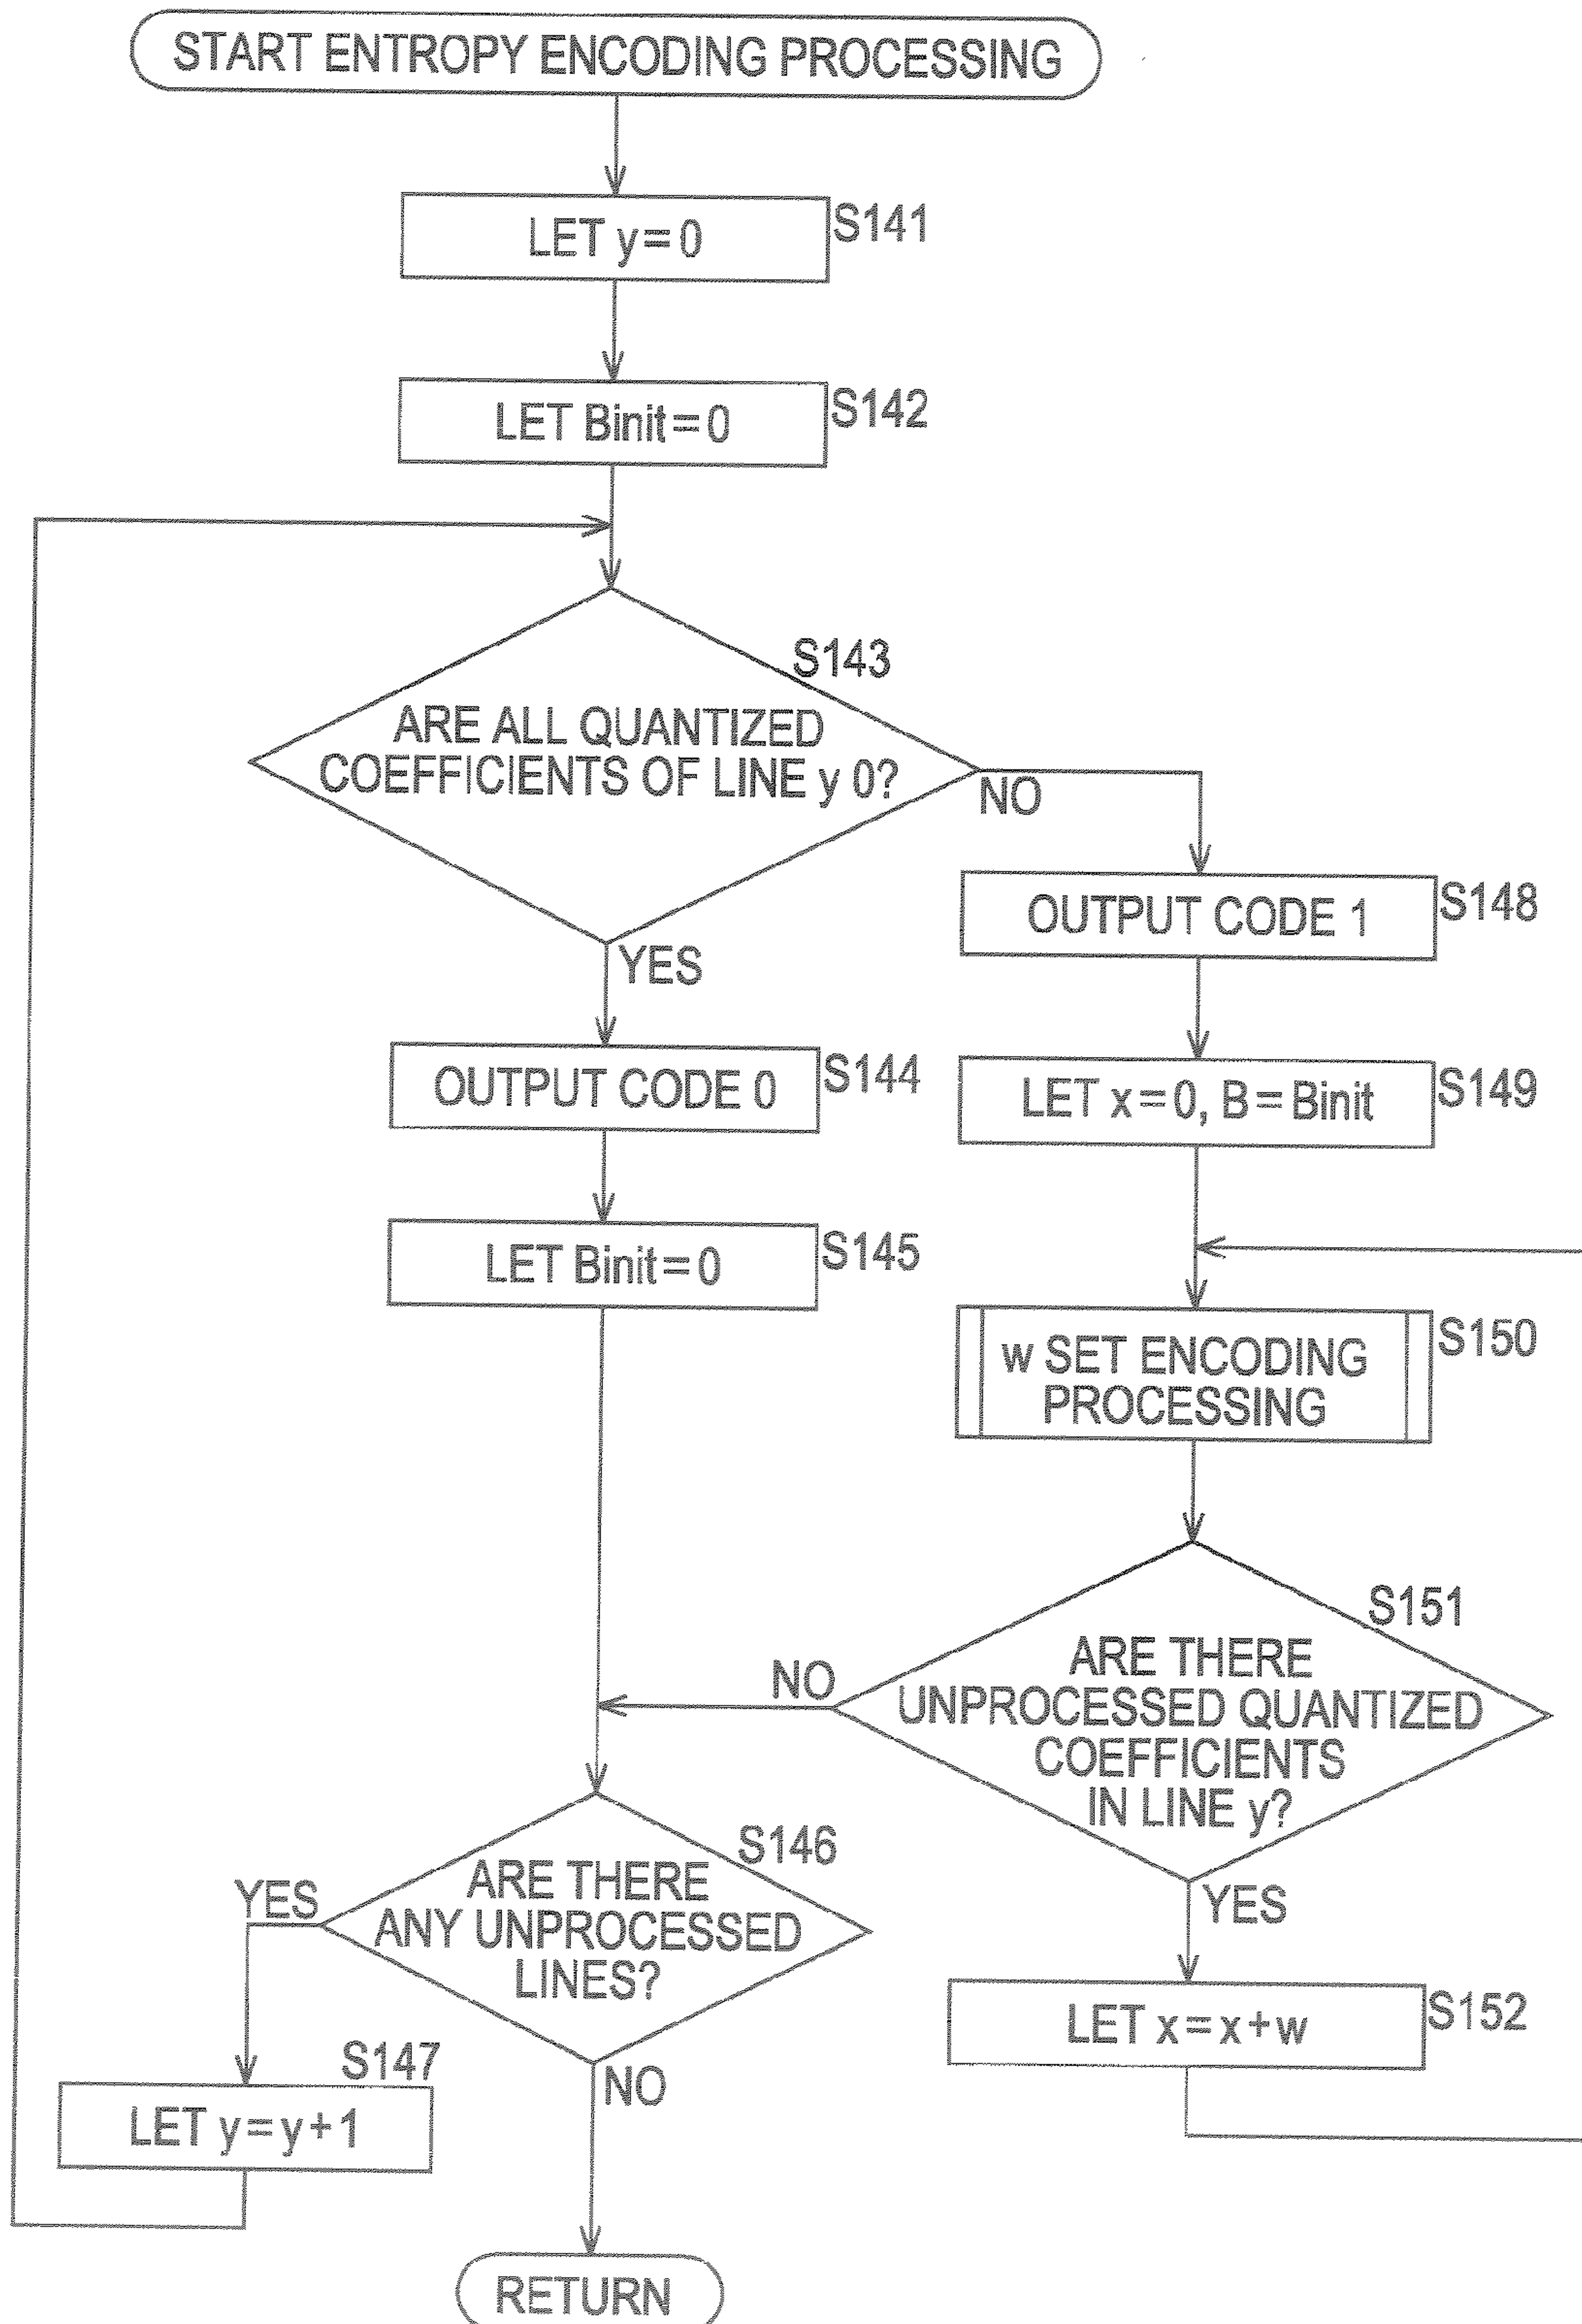 START ENTROPY ENCODING PROCESSING
LET y=0
S141
LET Binit=0
S142
S143
ARE ALL QUANTIZED
COEFFICIENTS OF LINE y 0?
NO
YES
OUTPUT CODE 1
S148
OUTPUT CODE 0
S144
LET x=0, B=Binit
S149
LET Binit=0
S145
w SET ENCODING
PROCESSING
S150
S151
ARE THERE
UNPROCESSED QUANTIZED
COEFFICIENTS
IN LINE y?
NO
YES
S146
ARE THERE
ANY UNPROCESSED
LINES?
YES
NO
LET x=x+w
S152
S147
LET y=y+1
RETURN